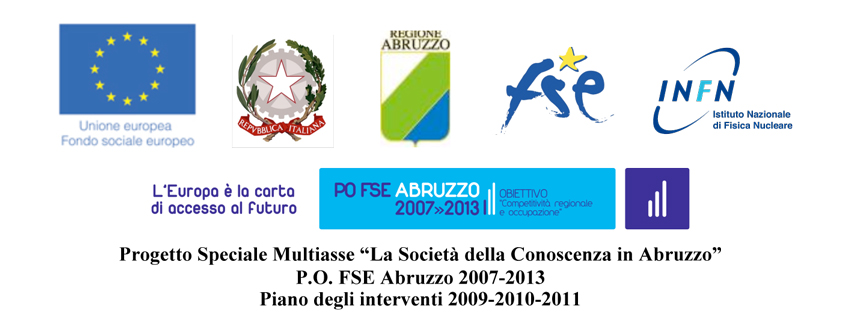 Unione europea
Fondo sociale europeo
REPVBBLICA ITALIANA
REGIONE
ABRUZZO
fse
INFN
Istituto Nazionale
di Fisica Nucleare
L'Europa è la carta
di accesso al futuro
PO FSE ABRUZZO
2007»2013
OBIETTIVO
"Competitività regionale
e occupazione"
Progetto Speciale Multiasse “La Società della Conoscenza in Abruzzo”
P.O. FSE Abruzzo 2007-2013
Piano degli interventi 2009-2010-2011